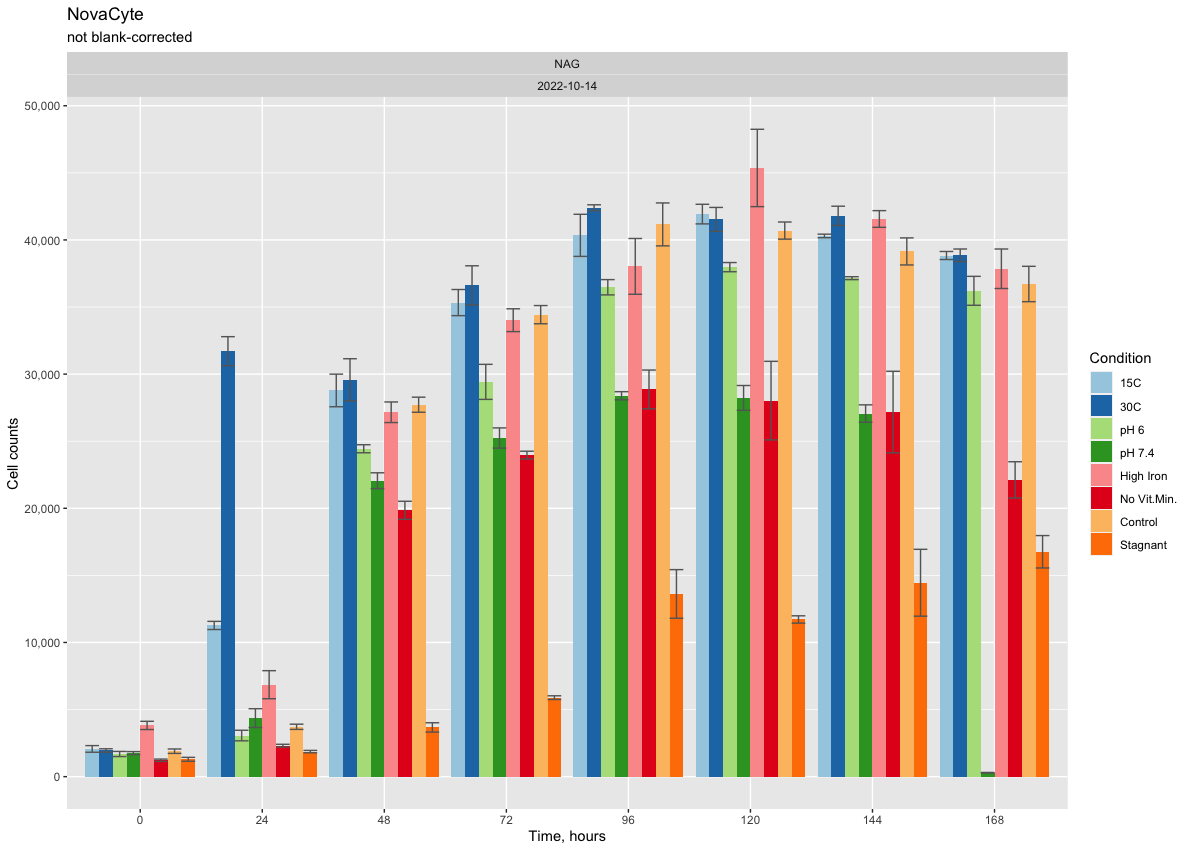 NovaCyte
not blank-corrected
NAG
2022-10-14
50,000
40,000
30,000
20,000
10,000
0
Cell counts
0 24 48 72 96 120 144 168
Time, hours
Condition
15C
30C
pH 6
pH 7.4
High Iron
No Vit.Min.
Control
Stagnant